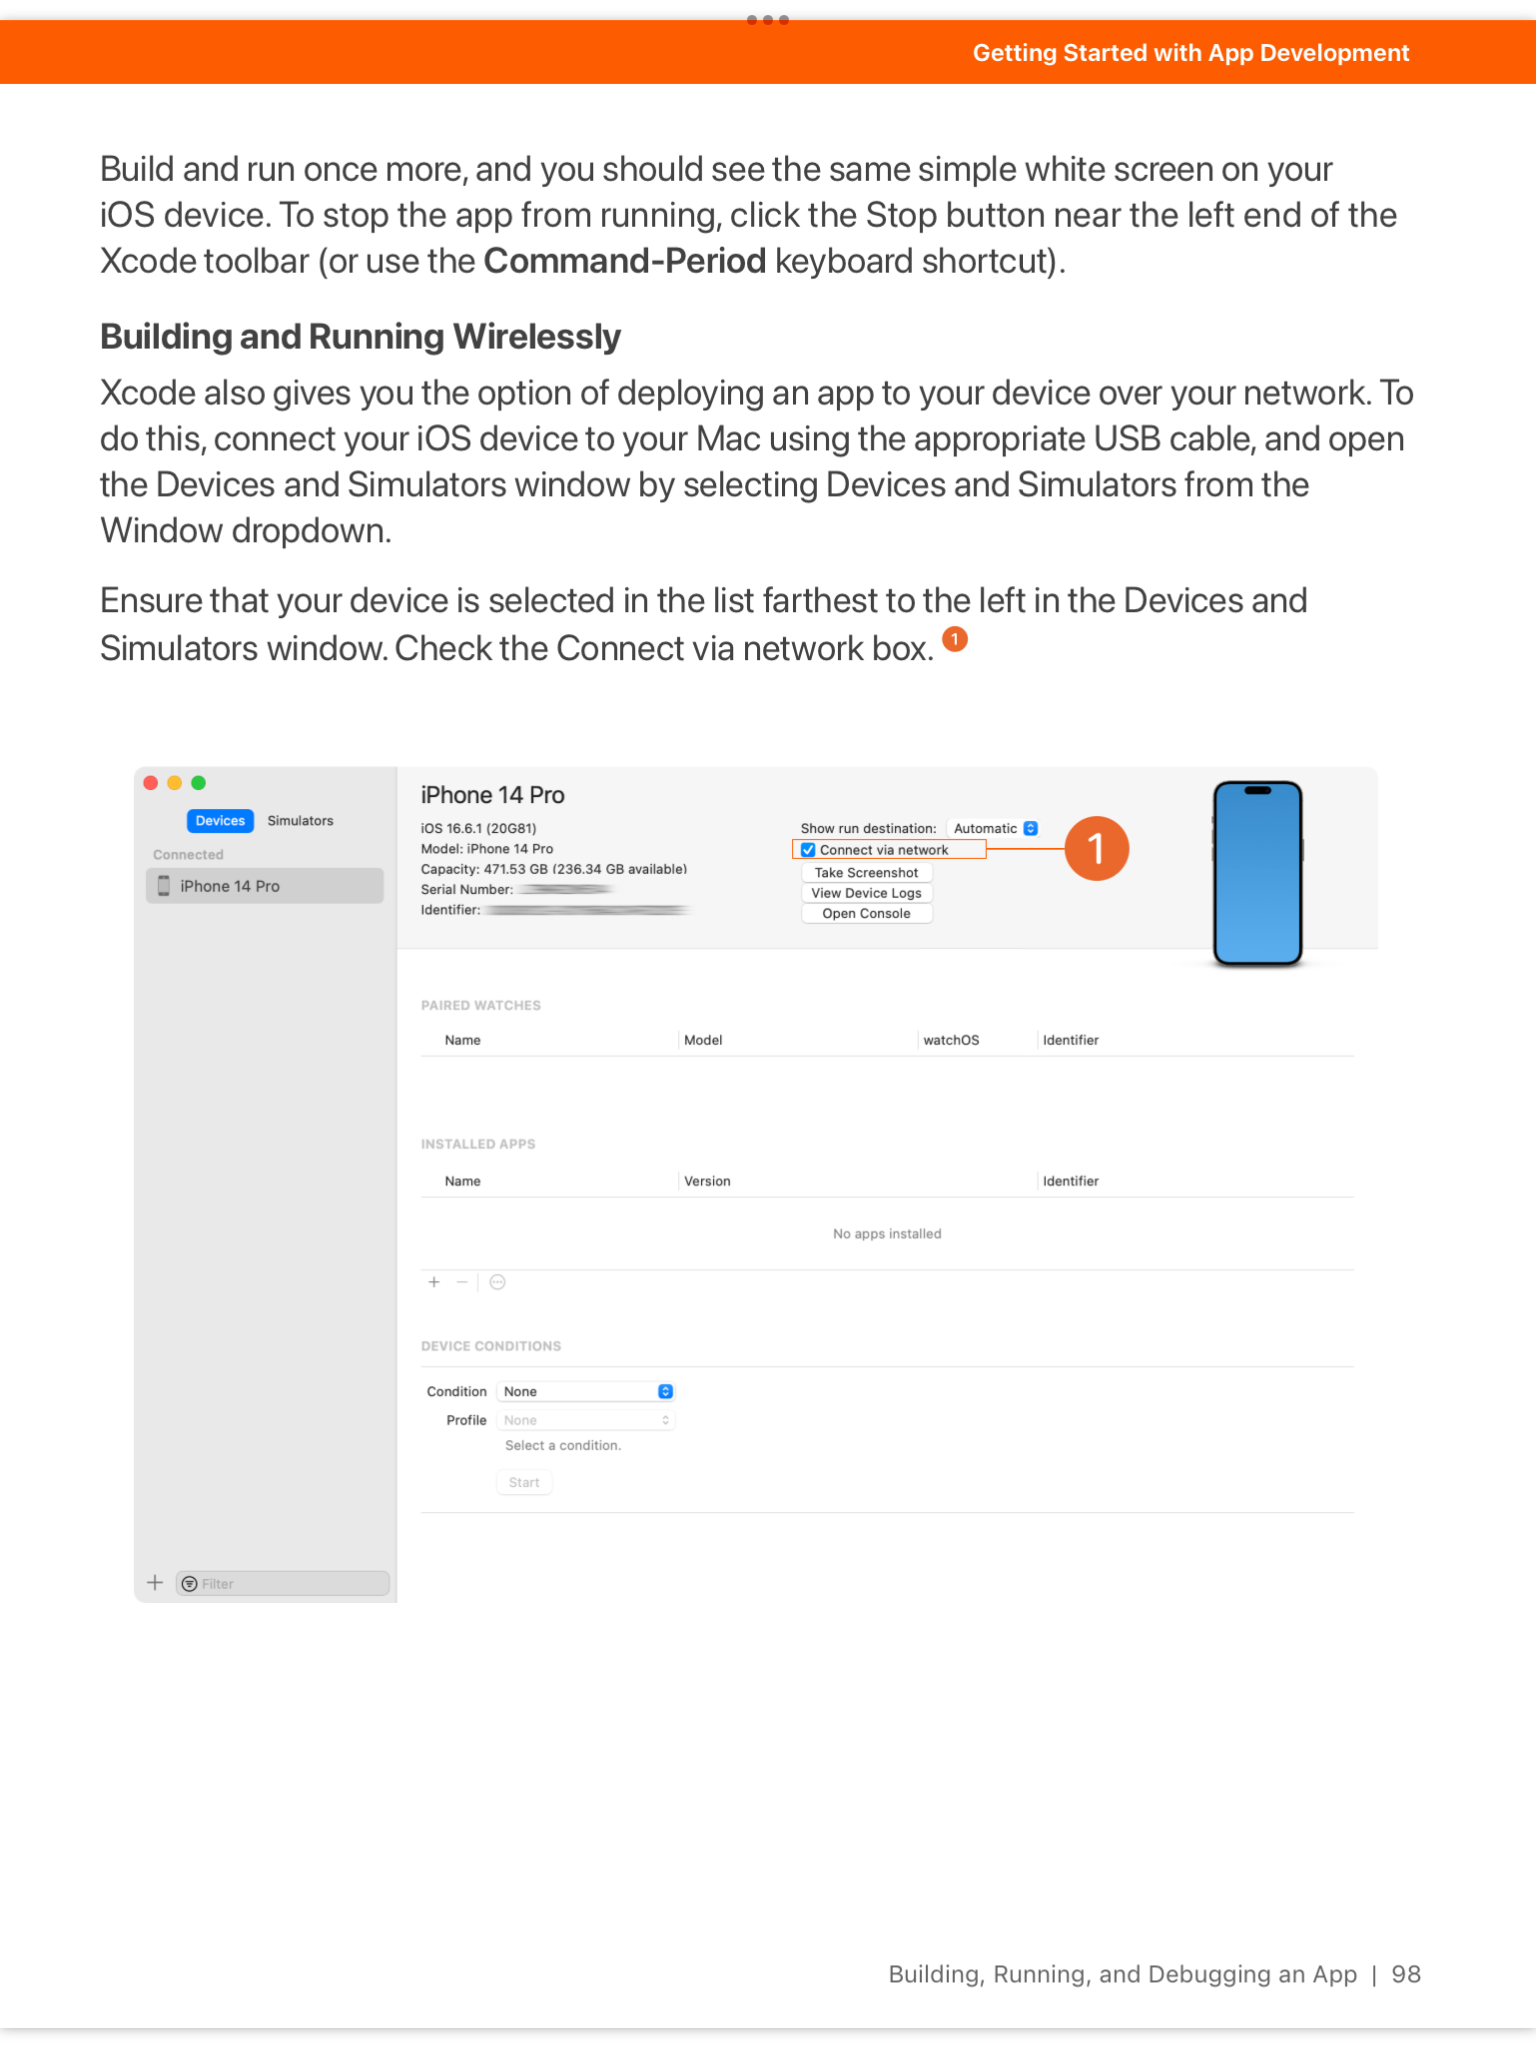 Getting Started with App Development
Build and run once more, and you should see the same simple white screen on your
iOS device. To stop the app from running, click the Stop button near the left end of the
Xcode toolbar (or use the Command-Period keyboard shortcut).
Building and Running Wirelessly
Xcode also gives you the option of deploying an app to your device over your network. To
do this, connect your iOS device to your Mac using the appropriate USB cable, and open
the Devices and Simulators window by selecting Devices and Simulators from the
Window dropdown.
Ensure that your device is selected in the list farthest to the left in the Devices and
Simulators window. Check the Connect via network box. 1
Devices Simulators
Connected
iPhone 14 Pro
Filter
iPhone 14 Pro
iOS 16.6.1 (20G81)
Model: iPhone 14 Pro
Capacity: 471.53 GB (236.34 GB available)
Serial Number:
Identifier:
Show run destination: Automatic
Connect via network
1
Take Screenshot
View Device Logs
Open Console
PAIRED WATCHES
Name Model watchOS Identifier
INSTALLED APPS
Name Version Identifier
No apps installed
DEVICE CONDITIONS
Condition None
Profile None
Select a condition.
Start
Building, Running, and Debugging an App | 98